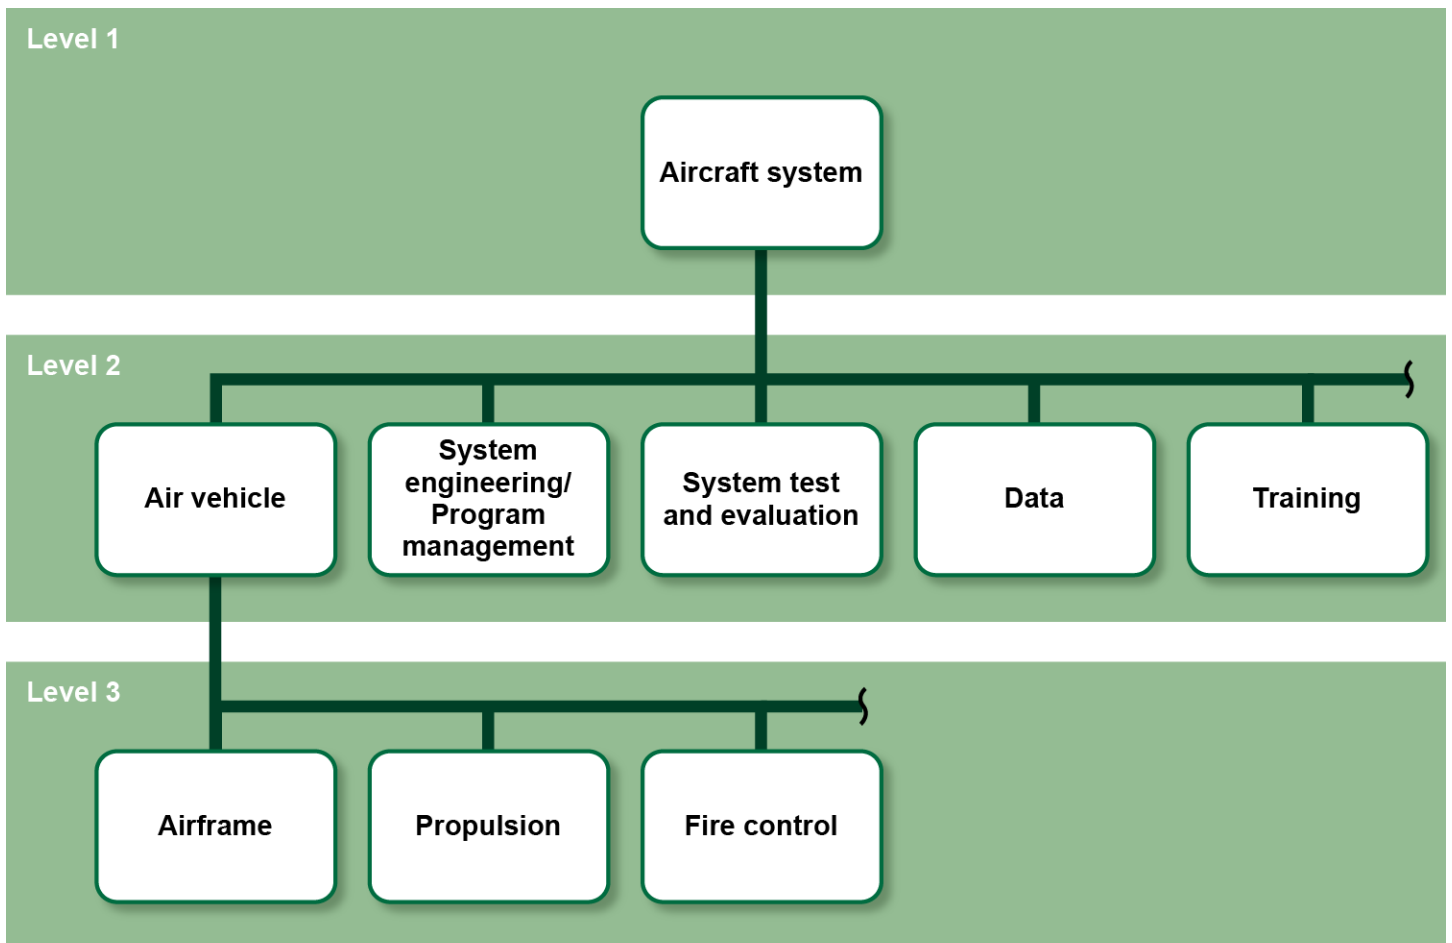 Level 1
Aircraft system
Level 2
Air vehicle
System
engineering/
Program
management
System test
and evaluation
Data
Training
Level 3
Airframe
Propulsion
Fire control